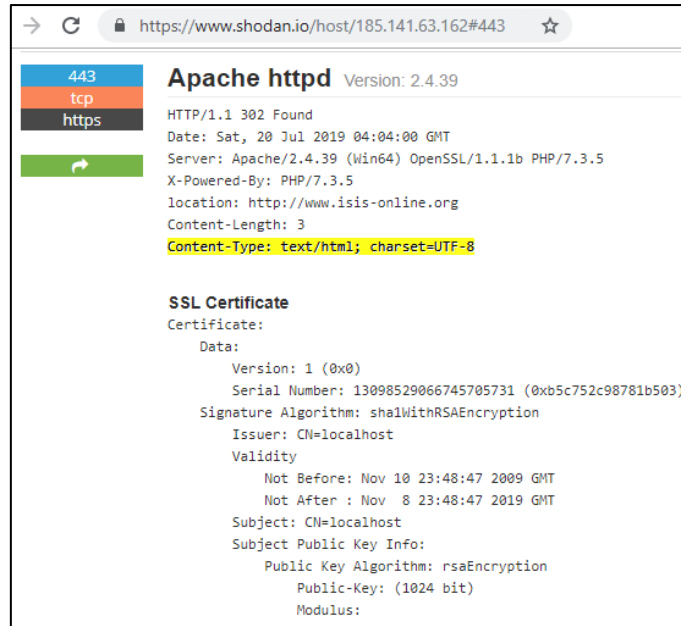 https://www.shodan.io/host/185.141.63.162#443
443
tcp
https
Apache httpd Version: 2.4.39
HTTP/1.1 302 Found
Date: Sat, 20 Jul 2019 04:04:00 GMT
Server: Apache/2.4.39 (Win64) OpenSSL/1.1.1b PHP/7.3.5
X-Powered-By: PHP/7.3.5
location: http://www.isis-online.org
Content-Length: 3
Content-Type: text/html; charset=UTF-8
SSL Certificate
Certificate:
Data:
Version: 1 (0x0)
Serial Number: 13098529066745705731 (0xb5c752c98781b503)
Signature Algorithm: sha1WithRSAEncryption
Issuer: CN=localhost
Validity
Not Before: Nov 10 23:48:47 2009 GMT
Not After : Nov  8 23:48:47 2019 GMT
Subject: CN=localhost
Subject Public Key Info:
Public Key Algorithm: rsaEncryption
Public-Key: (1024 bit)
Modulus: